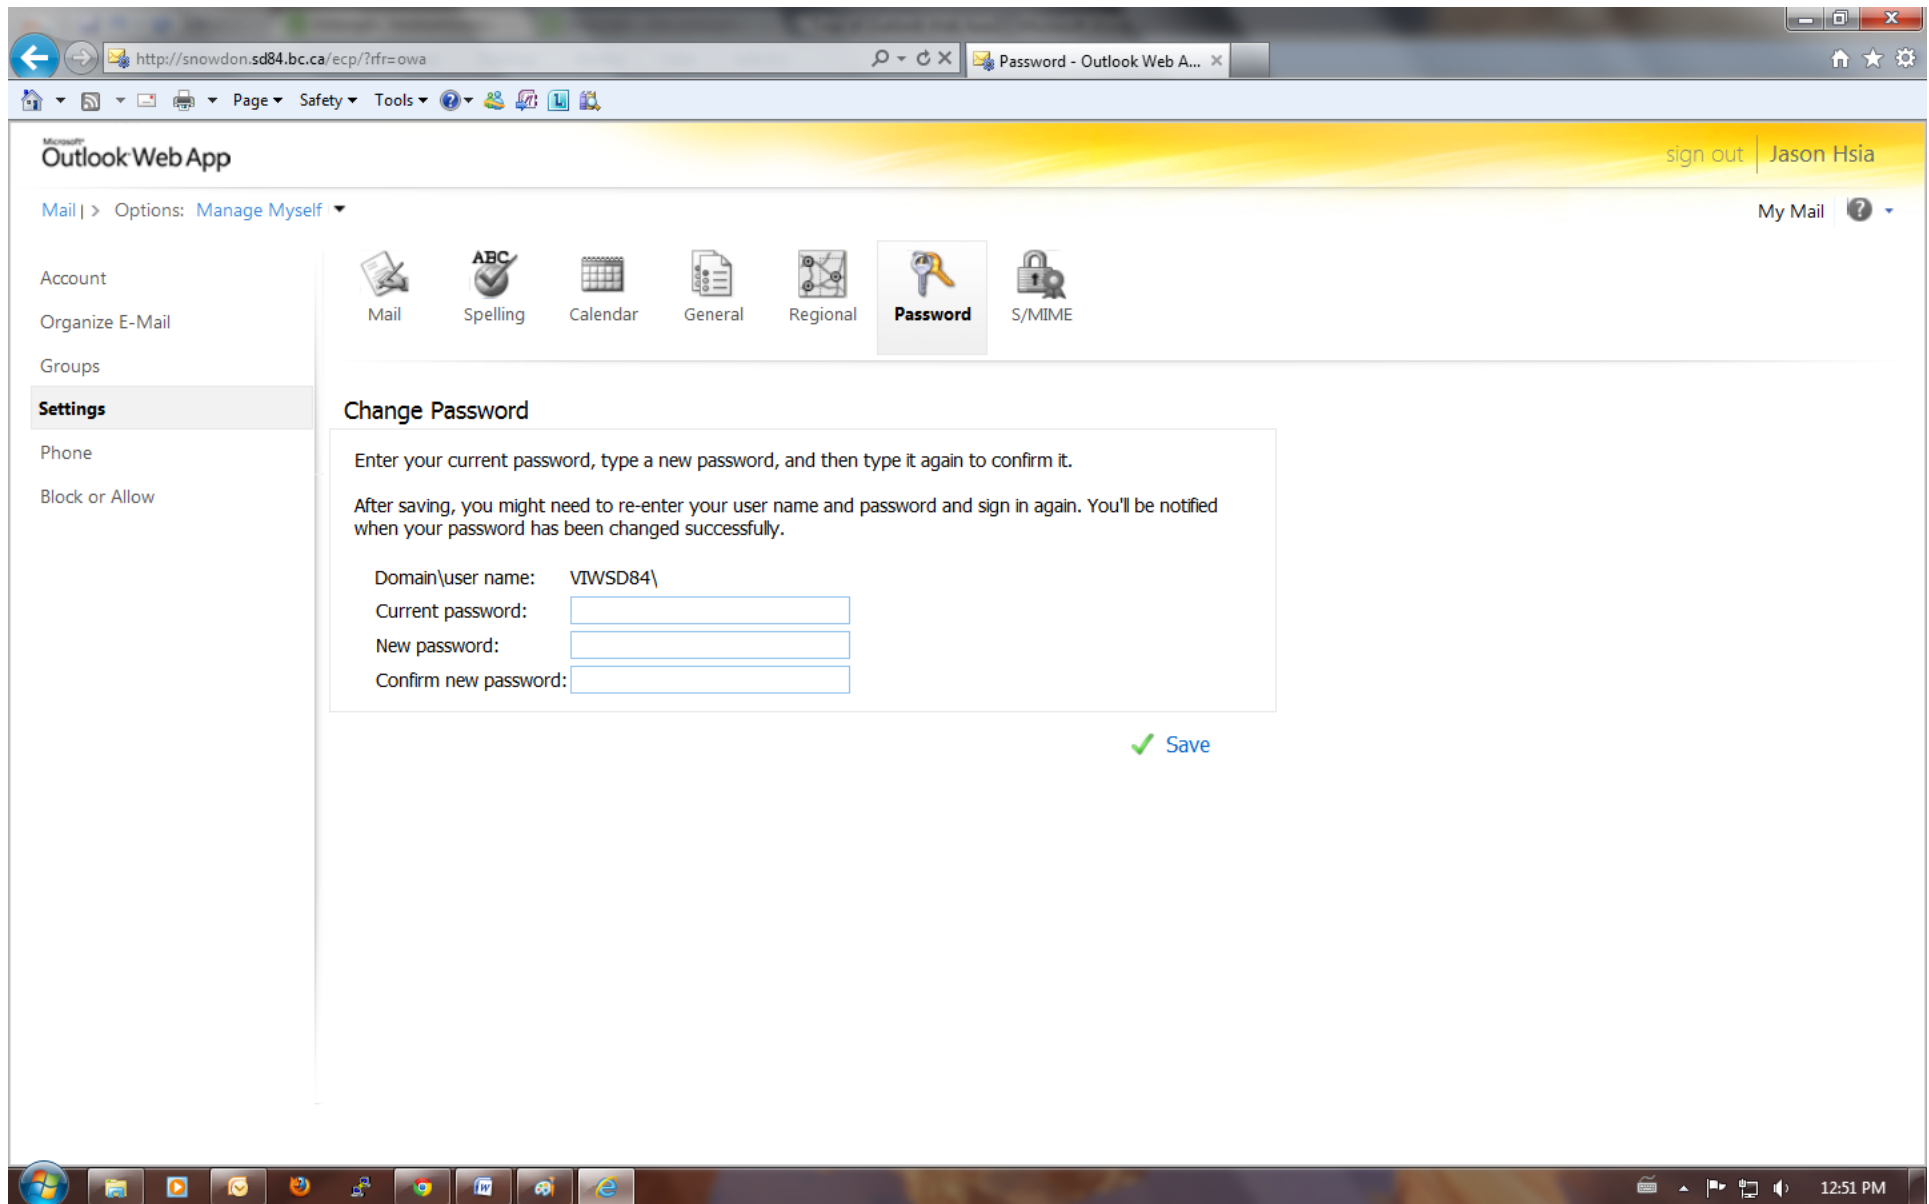 http://snowdon.sd84.bc.ca/ecp/?rfr=owa
Password - Outlook Web A...
Page Safety Tools
Microsoft
Outlook Web App
sign out Jason Hsia
Mail | > Options: Manage Myself
My Mail
Account
Organize E-Mail
Groups
Settings
Phone
Block or Allow
ABC
Mail Spelling Calendar General Regional Password S/MIME
Change Password
Enter your current password, type a new password, and then type it again to confirm it.
After saving, you might need to re-enter your user name and password and sign in again. You'll be notified
when your password has been changed successfully.
Domain\user name: VIWSD84\
Current password:
New password:
Confirm new password:
Save
12:51 PM